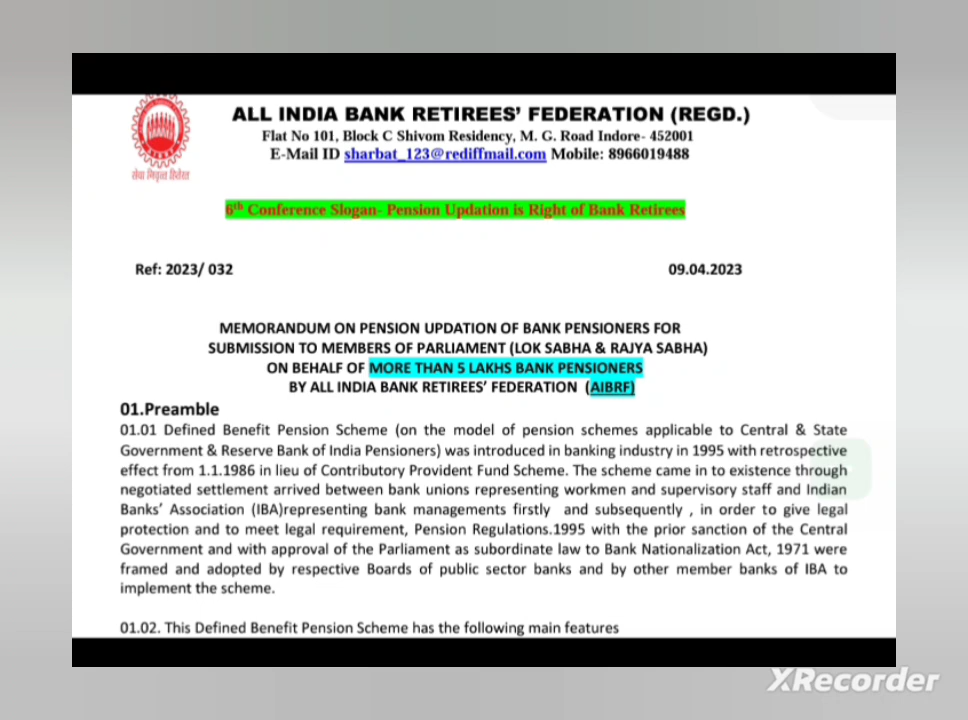 ALL INDIA BANK RETIREES’ FEDERATION (REGD.)
Flat No 101, Block C Shivom Residency, M. G. Road Indore- 452001
E-Mail ID sharbat_123@rediffmail.com Mobile: 8966019488
सेवा निवृत्त हितेरत
6th Conference Slogan- Pension Updation is Right of Bank Retirees
Ref: 2023/ 032 09.04.2023
MEMORANDUM ON PENSION UPDATION OF BANK PENSIONERS FOR
SUBMISSION TO MEMBERS OF PARLIAMENT (LOK SABHA & RAJYA SABHA)
ON BEHALF OF MORE THAN 5 LAKHS BANK PENSIONERS
BY ALL INDIA BANK RETIREES’ FEDERATION (AIBRF)
01.Preamble
01.01 Defined Benefit Pension Scheme (on the model of pension schemes applicable to Central & State
Government & Reserve Bank of India Pensioners) was introduced in banking industry in 1995 with retrospective
effect from 1.1.1986 in lieu of Contributory Provident Fund Scheme. The scheme came in to existence through
negotiated settlement arrived between bank unions representing workmen and supervisory staff and Indian
Banks’ Association (IBA)representing bank managements firstly and subsequently , in order to give legal
protection and to meet legal requirement, Pension Regulations.1995 with the prior sanction of the Central
Government and with approval of the Parliament as subordinate law to Bank Nationalization Act, 1971 were
framed and adopted by respective Boards of public sector banks and by other member banks of IBA to
implement the scheme.
01.02. This Defined Benefit Pension Scheme has the following main features
XRecorder